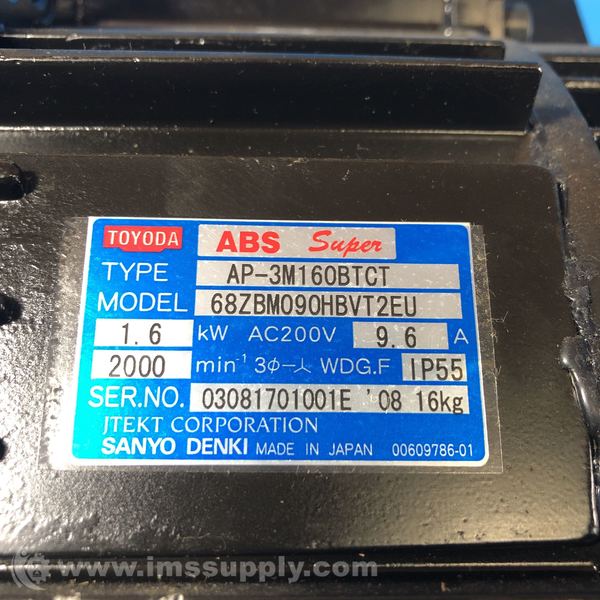 TOYODA ABS Super
TYPE AP-3M160BTCT
MODEL 68ZBM090HBVT2EU
1.6 kW AC200V 9.6 A
2000 min⁻¹ 3φ-人 WDG.F IP55
SER.NO. 03081701001E '08 16kg
JTEKT CORPORATION
SANYO DENKI MADE IN JAPAN 00609786-01
www.imssupply.com